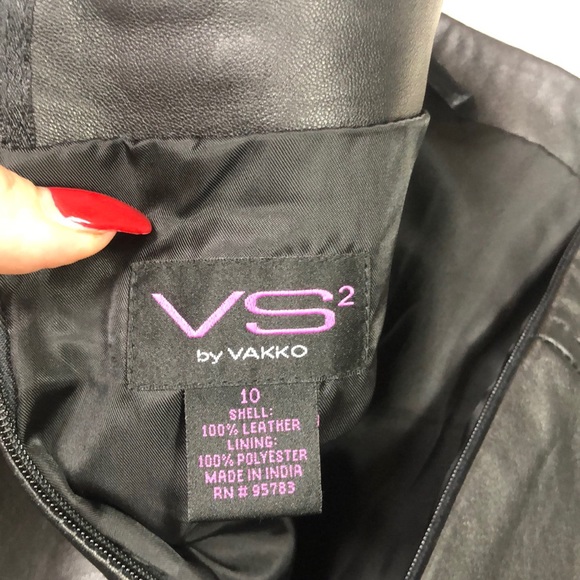 VS²
by VAKKO
10
SHELL:
100% LEATHER
LINING:
100% POLYESTER
MADE IN INDIA
RN # 95783